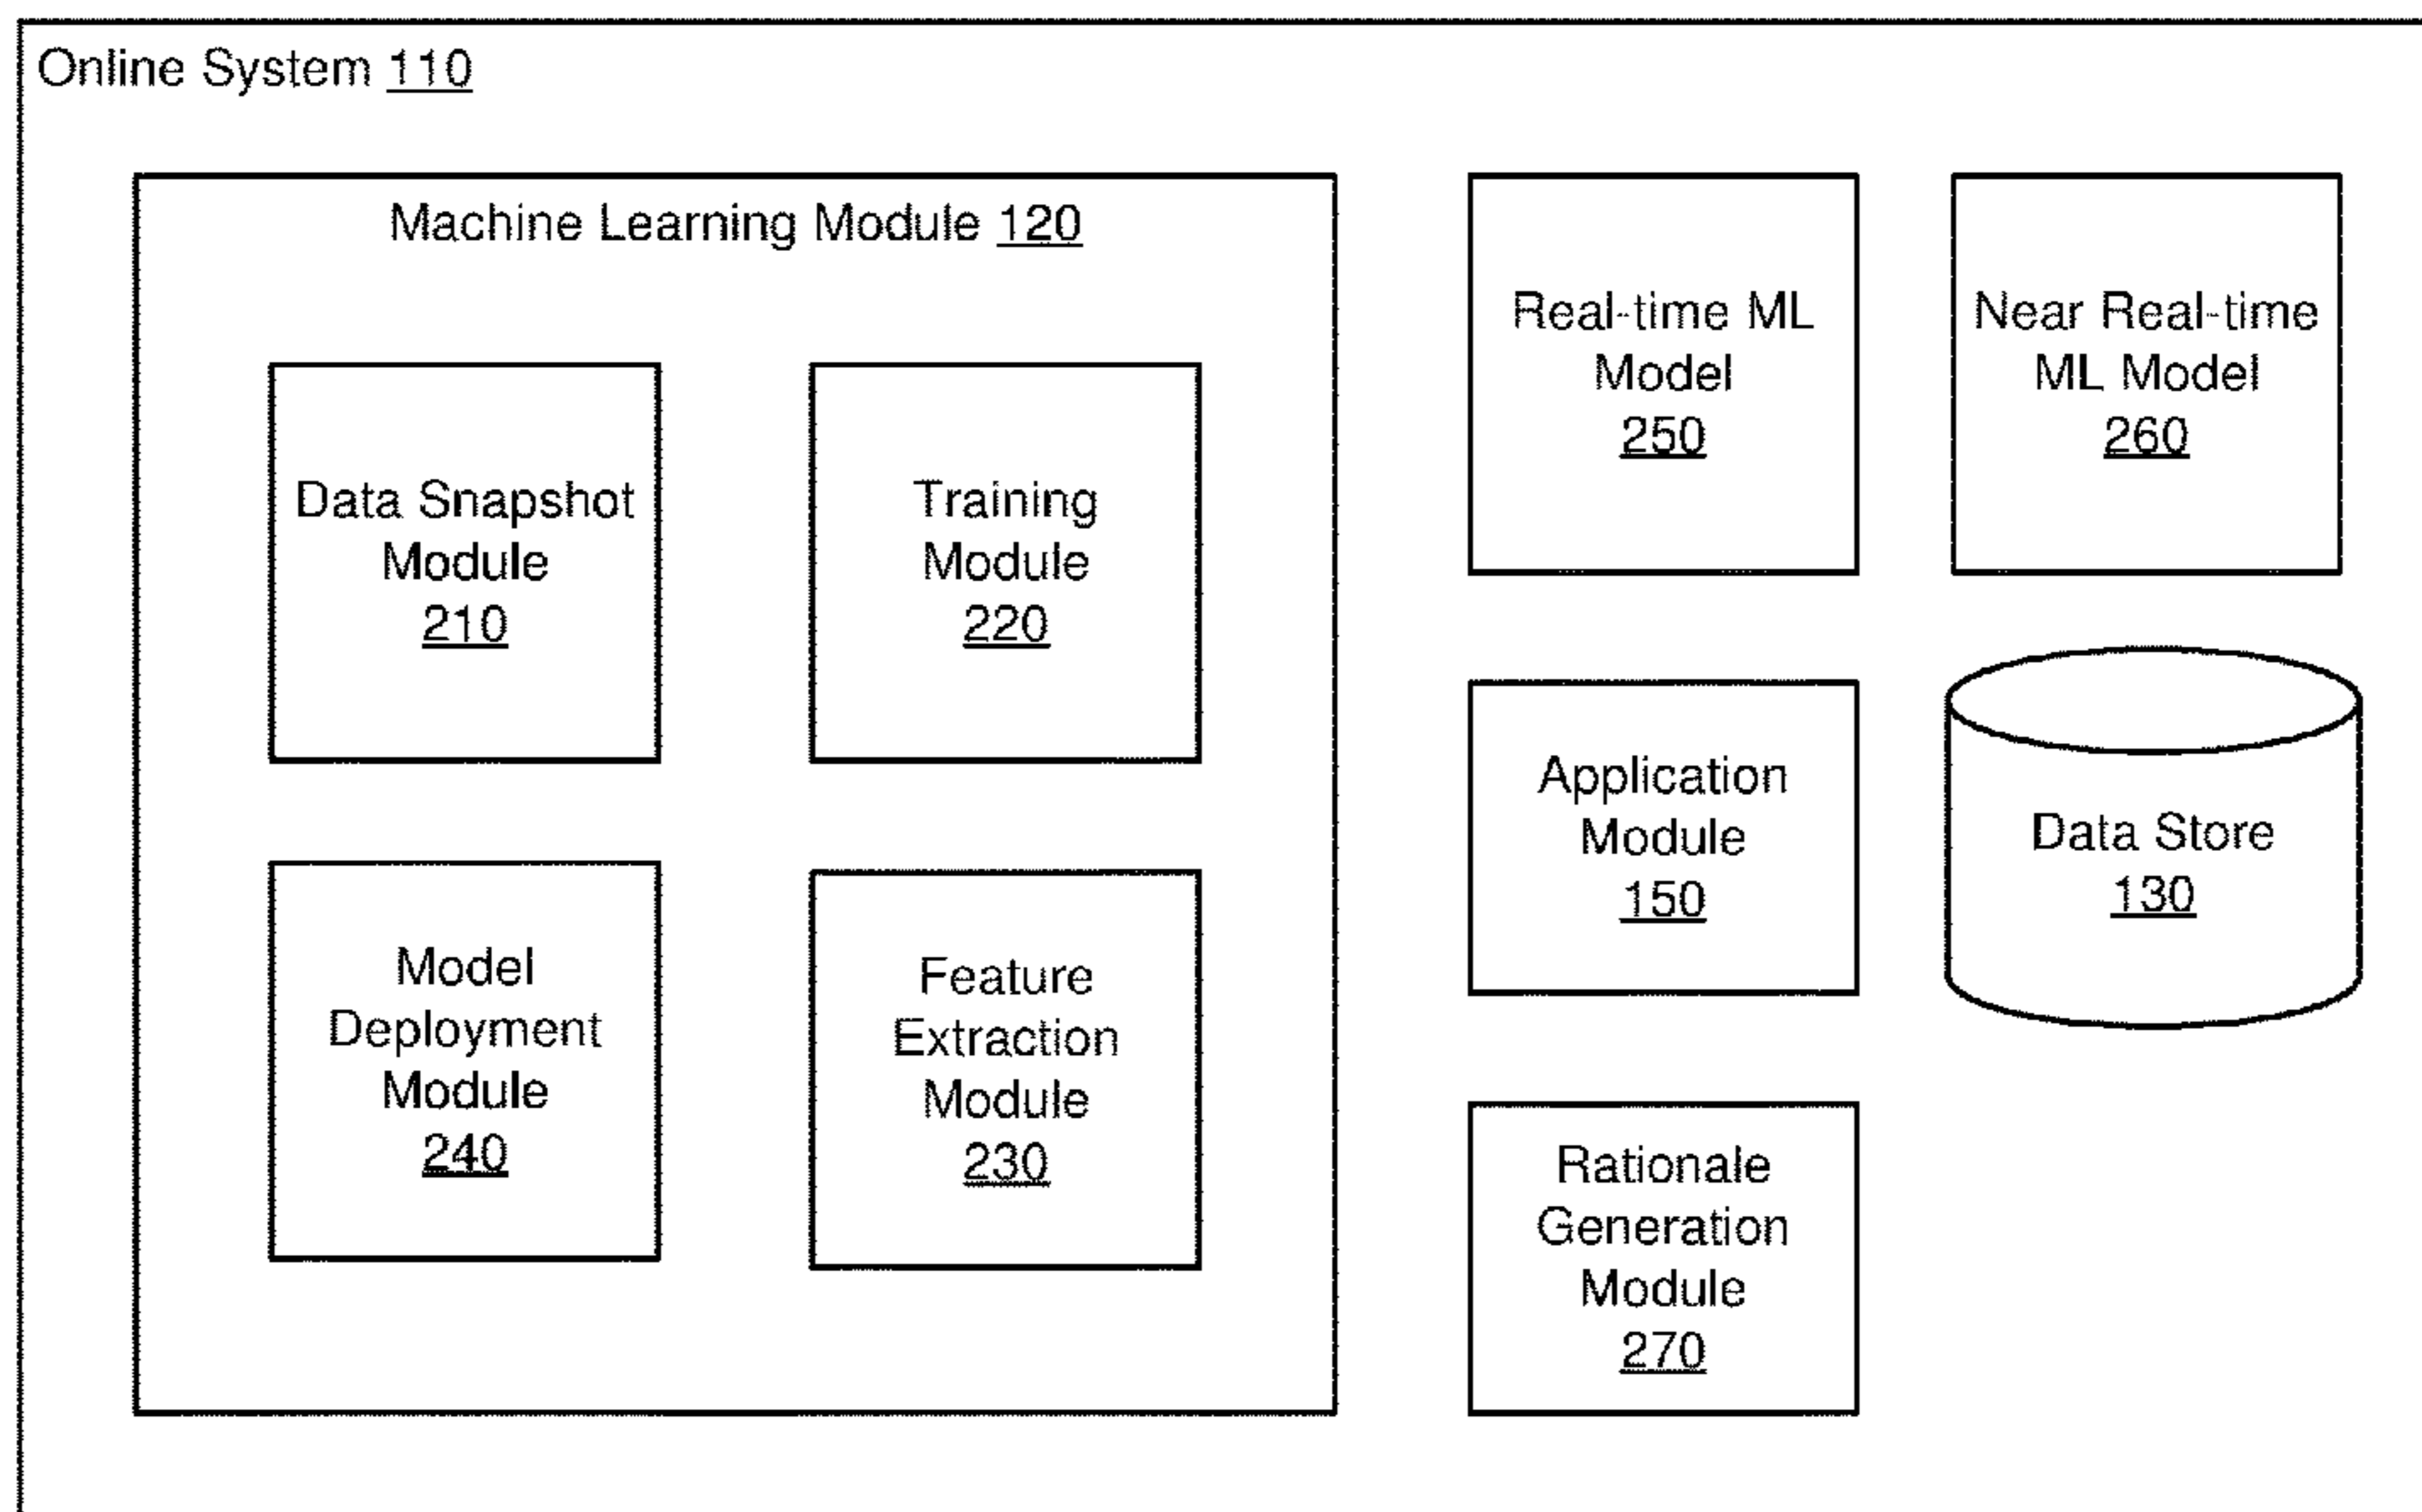 Online System 110
Machine Learning Module 120
Data Snapshot
Module
210
Training
Module
220
Model
Deployment
Module
240
Feature
Extraction
Module
230
Real-time ML
Model
250
Near Real-time
ML Model
260
Application
Module
150
Data Store
130
Rationale
Generation
Module
270